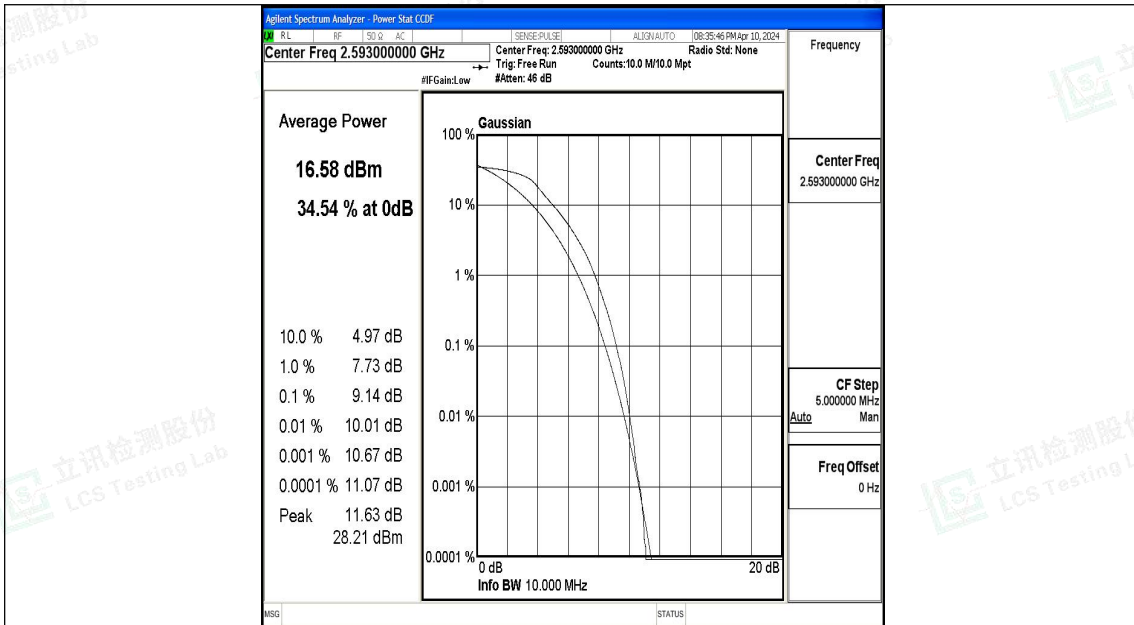 Agilent Spectrum Analyzer - Power Stat CCDF
RL RF 50 Ω AC SENSE:PULSE ALIGN AUTO 08:35:46 PM Apr 10, 2024
Center Freq 2.593000000 GHz
Center Freq: 2.593000000 GHz Radio Std: None
Trig: Free Run Counts:10.0 M/10.0 Mpt
#IFGain:Low #Atten: 46 dB
Frequency
Average Power
16.58 dBm
34.54 % at 0dB
10.0 % 4.97 dB
1.0 % 7.73 dB
0.1 % 9.14 dB
0.01 % 10.01 dB
0.001 % 10.67 dB
0.0001 % 11.07 dB
Peak 11.63 dB
28.21 dBm
Gaussian
100 %
10 %
1 %
0.1 %
0.01 %
0.001 %
0.0001 %
0 dB 20 dB
Info BW 10.000 MHz
Center Freq
2.593000000 GHz
CF Step
5.000000 MHz
Auto Man
Freq Offset
0 Hz
MSG STATUS
立讯检测股份
LCS Testing Lab
立讯检测股
LCS Testing L
测股份
sting Lab
立